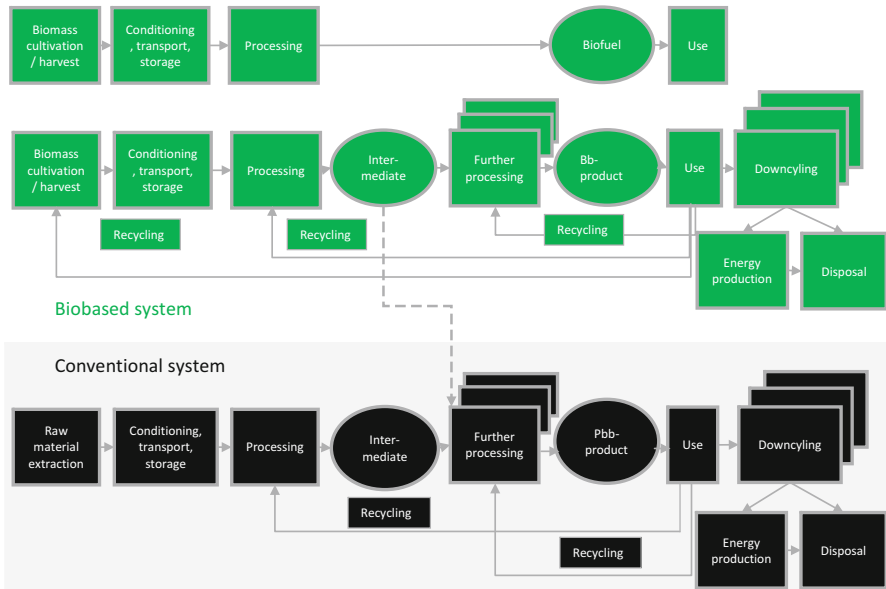 Biomass
cultivation
/ harvest
Conditioning
, transport,
storage
Processing
Biofuel
Use
Biomass
cultivation
/ harvest
Conditioning
, transport,
storage
Processing
Inter-
mediate
Further
processing
Bb-
product
Use
Downcyling
Recycling
Recycling
Recycling
Energy
production
Disposal
Biobased system
Conventional system
Raw
material
extraction
Conditioning,
transport,
storage
Processing
Inter-
mediate
Further
processing
Pbb-
product
Use
Downcyling
Recycling
Recycling
Energy
production
Disposal